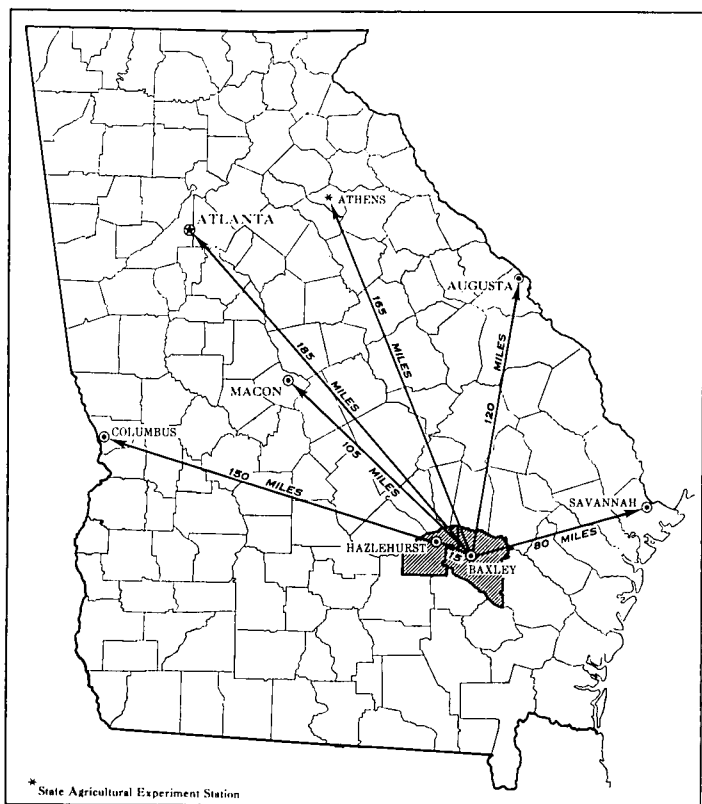 * ATHENS
ATLANTA
AUGUSTA
165 MILES
185 MILES
120 MILES
MACON
COLUMBUS
105 MILES
150 MILES
SAVANNAH
80 MILES
HAZLEHURST
15
BAXLEY
* State Agricultural Experiment Station